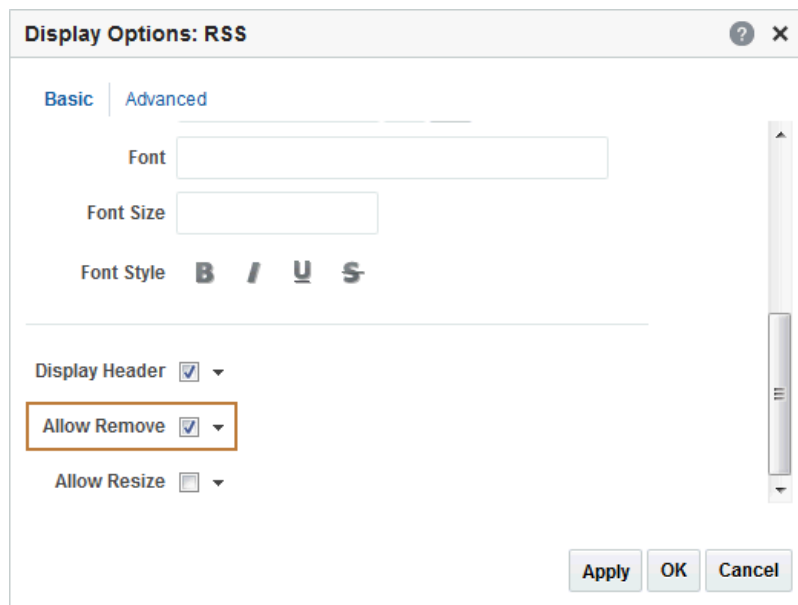 Display Options: RSS
Basic Advanced
Font
Font Size
Font Style B I U S
Display Header
Allow Remove
Allow Resize
Apply OK Cancel